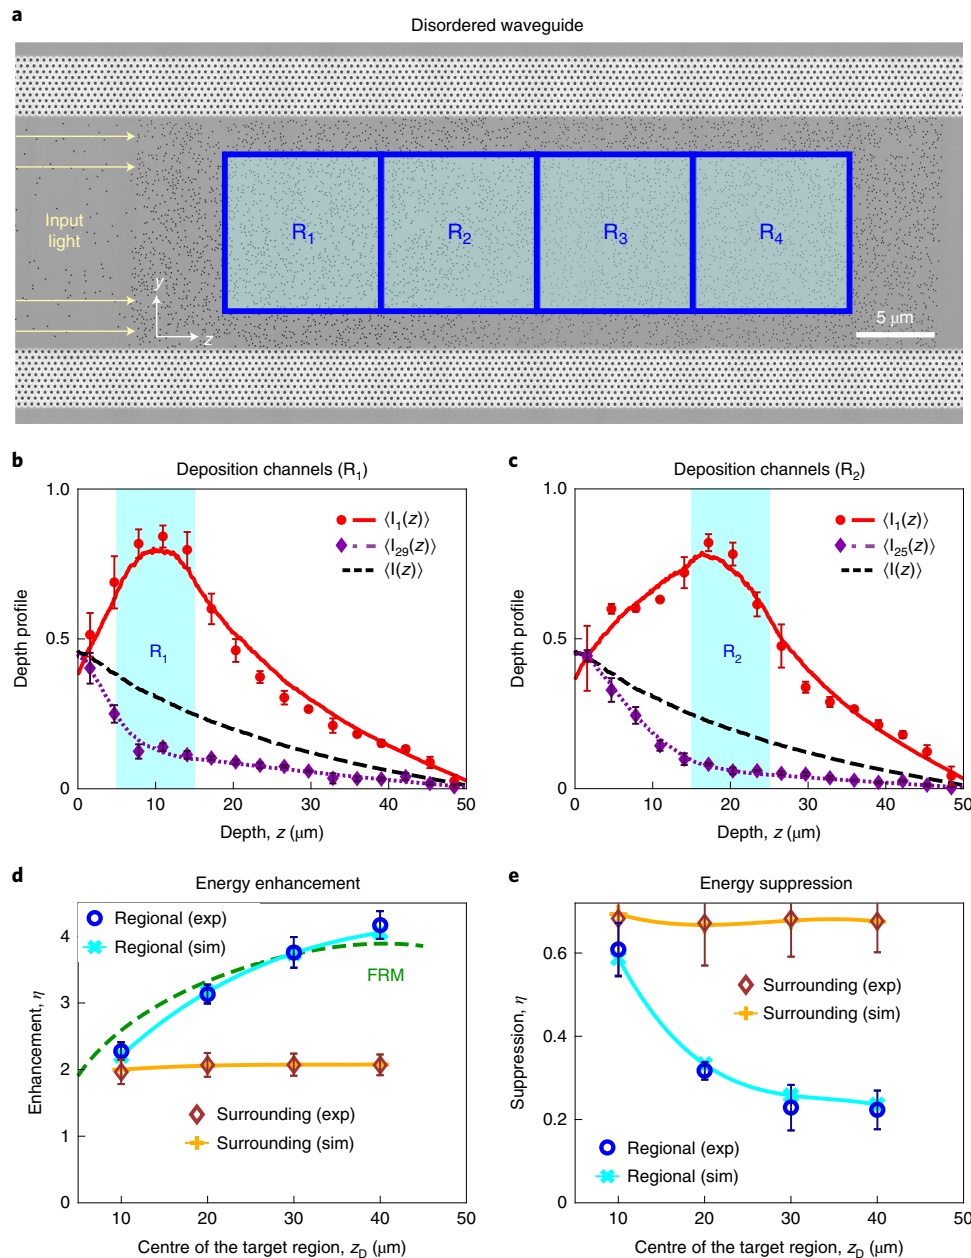 a
Disordered waveguide
Input
light
y
z
R1
R2
R3
R4
5 μm
b
Deposition channels (R1)
1.0
0.5
0
Depth profile
⟨I1(z)⟩
⟨I29(z)⟩
⟨I(z)⟩
R1
0 10 20 30 40 50
Depth, z (μm)
c
Deposition channels (R2)
1.0
0.5
0
Depth profile
⟨I1(z)⟩
⟨I25(z)⟩
⟨I(z)⟩
R2
0 10 20 30 40 50
Depth, z (μm)
d
Energy enhancement
4
3
2
1
0
Enhancement, η
Regional (exp)
Regional (sim)
FRM
Surrounding (exp)
Surrounding (sim)
10 20 30 40
Centre of the target region, zD (μm)
e
Energy suppression
0.6
0.4
0.2
0
Suppression, η
Surrounding (exp)
Surrounding (sim)
Regional (exp)
Regional (sim)
10 20 30 40
Centre of the target region, zD (μm)